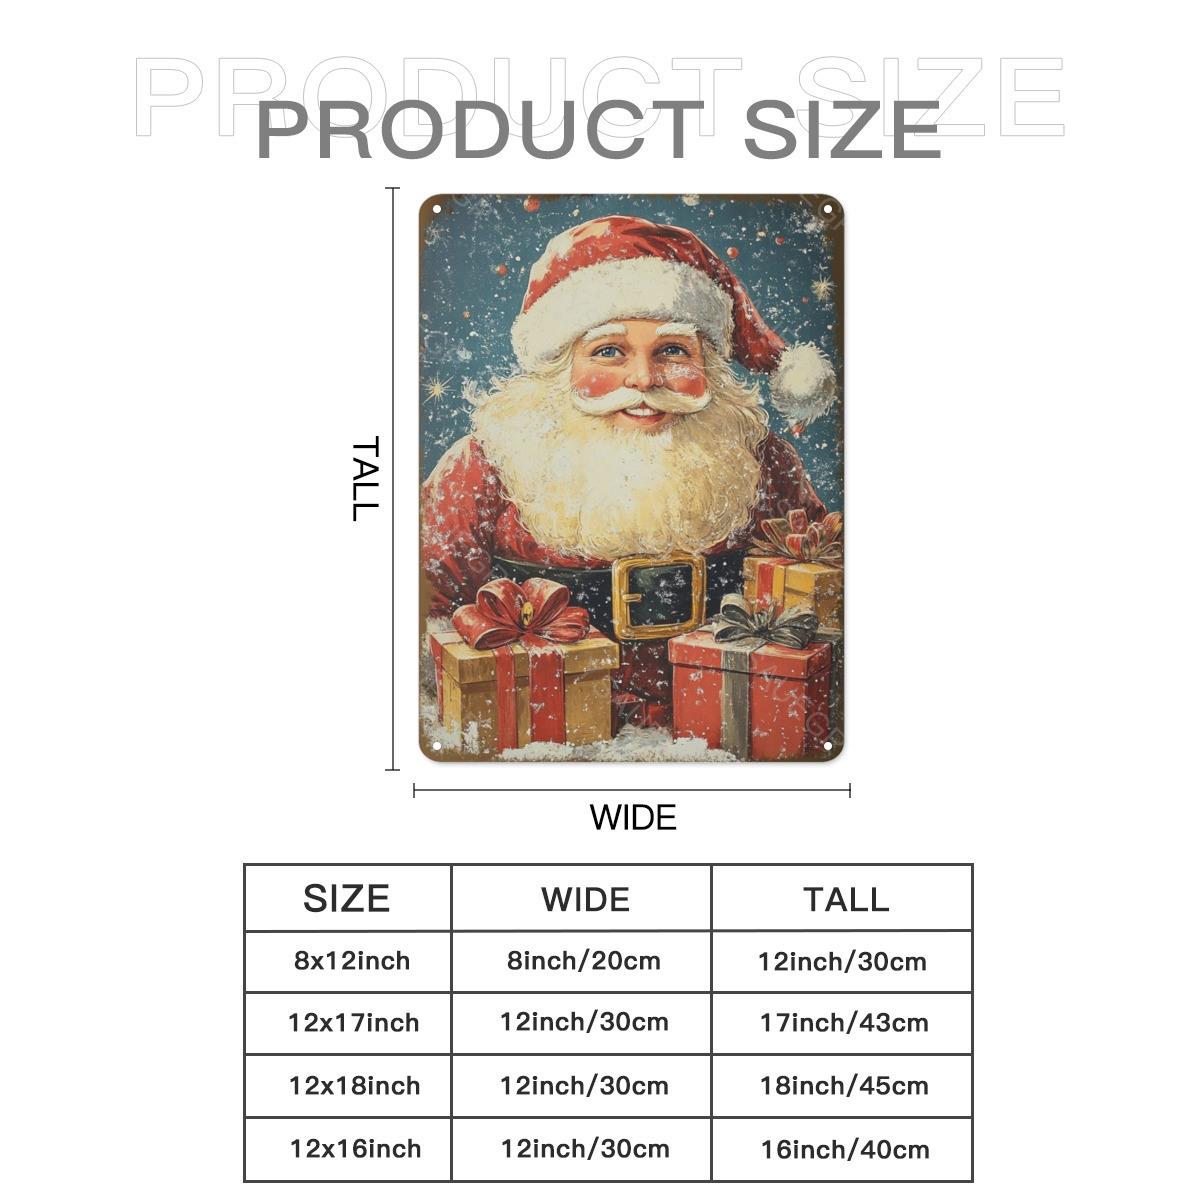 PRODUCT SIZE
PRODUCT SIZE
TALL
WIDE
SIZE WIDE TALL
8x12inch 8inch/20cm 12inch/30cm
12x17inch 12inch/30cm 17inch/43cm
12x18inch 12inch/30cm 18inch/45cm
12x16inch 12inch/30cm 16inch/40cm